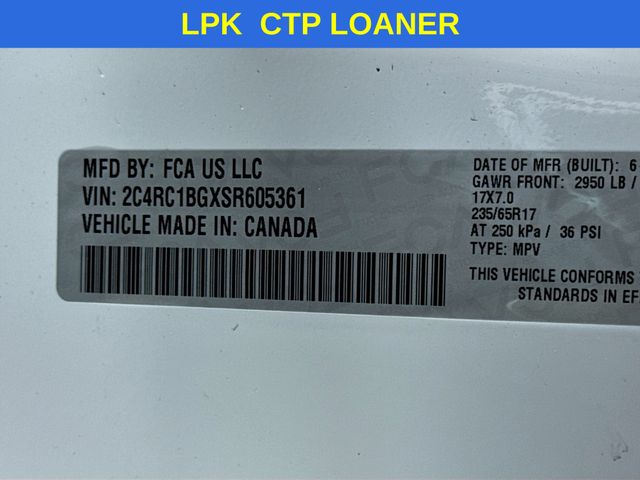 LPK CTP LOANER
MFD BY: FCA US LLC
VIN: 2C4RC1BGXSR605361
VEHICLE MADE IN: CANADA
DATE OF MFR (BUILT): 6
GAWR FRONT: 2950 LB /
17X7.0
235/65R17
AT 250 kPa / 36 PSI
TYPE: MPV
THIS VEHICLE CONFORMS
STANDARDS IN EF